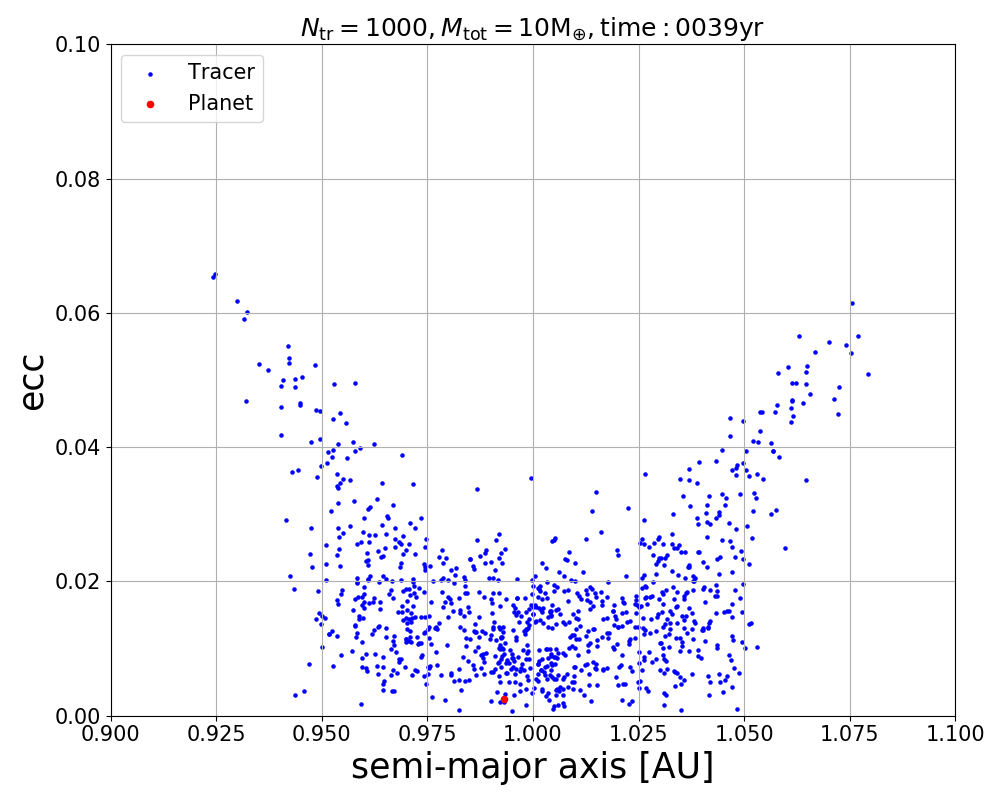 N_tr = 1000, M_tot = 10M_⊕, time : 0039yr
0.10
Tracer
Planet
0.08
0.06
ecc
0.04
0.02
0.00
0.900 0.925 0.950 0.975 1.000 1.025 1.050 1.075 1.100
semi-major axis [AU]